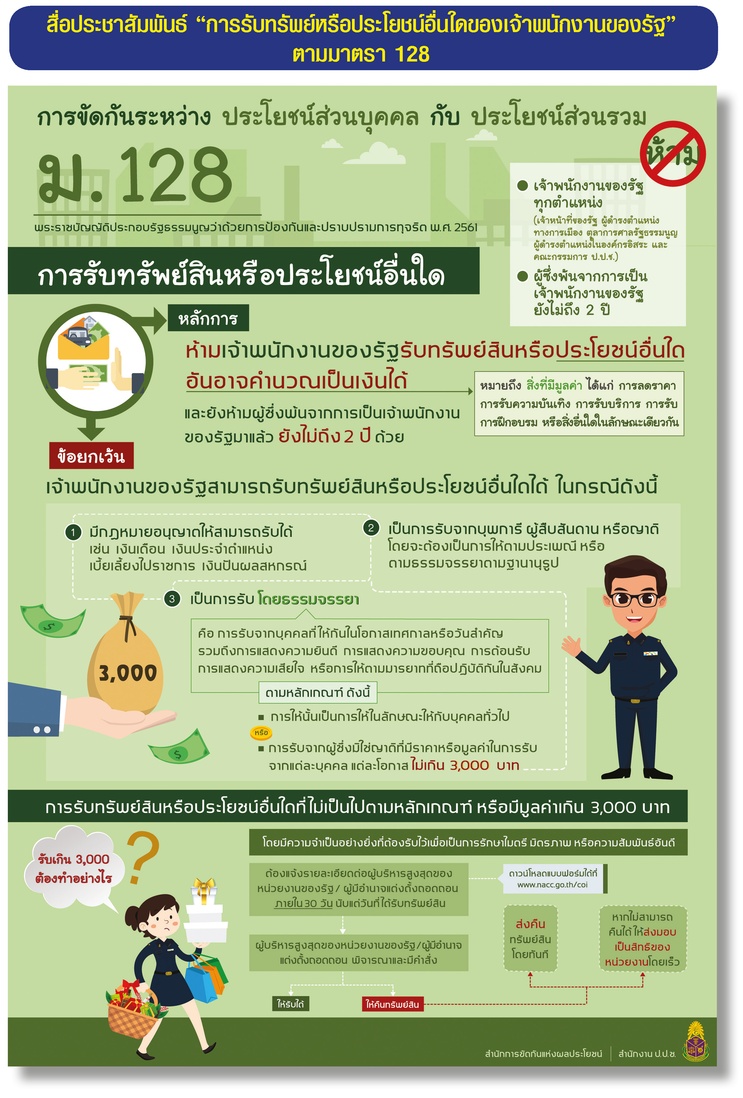 สื่อประชาสัมพันธ์ “การรับทรัพย์หรือประโยชน์อื่นใดของเจ้าพนักงานของรัฐ”
ตามมาตรา 128
การขัดกันระหว่าง ประโยชน์ส่วนบุคคล กับ ประโยชน์ส่วนรวม
ม. 128
พระราชบัญญัติประกอบรัฐธรรมนูญว่าด้วยการป้องกันและปราบปรามการทุจริต พ.ศ. 2561
ห้าม
● เจ้าพนักงานของรัฐ
ทุกตำแหน่ง
(เจ้าหน้าที่ของรัฐ ผู้ดำรงตำแหน่ง
ทางการเมือง ตุลาการศาลรัฐธรรมนูญ
ผู้ดำรงตำแหน่งในองค์กรอิสระ และ
คณะกรรมการ ป.ป.ช.)
● ผู้ซึ่งพ้นจากการเป็น
เจ้าพนักงานของรัฐ
ยังไม่ถึง 2 ปี
การรับทรัพย์สินหรือประโยชน์อื่นใด
หลักการ
ห้ามเจ้าพนักงานของรัฐรับทรัพย์สินหรือประโยชน์อื่นใด
อันอาจคำนวณเป็นเงินได้
และยังห้ามผู้ซึ่งพ้นจากการเป็นเจ้าพนักงาน
ของรัฐมาแล้ว ยังไม่ถึง 2 ปี ด้วย
หมายถึง สิ่งที่มีมูลค่า ได้แก่ การลดราคา
การรับความบันเทิง การรับบริการ การรับ
การฝึกอบรม หรือสิ่งอื่นใดในลักษณะเดียวกัน
ข้อยกเว้น
เจ้าพนักงานของรัฐสามารถรับทรัพย์สินหรือประโยชน์อื่นใดได้ ในกรณีดังนี้
1 มีกฎหมายอนุญาตให้สามารถรับได้
เช่น เงินเดือน เงินประจำตำแหน่ง
เบี้ยเลี้ยงไปราชการ เงินปันผลสหกรณ์
2 เป็นการรับจากบุพการี ผู้สืบสันดาน หรือญาติ
โดยจะต้องเป็นการให้ตามประเพณี หรือ
ตามธรรมจรรยาตามฐานานุรูป
3 เป็นการรับ โดยธรรมจรรยา
คือ การรับจากบุคคลที่ให้กันในโอกาสเทศกาลหรือวันสำคัญ
รวมถึงการแสดงความยินดี การแสดงความขอบคุณ การต้อนรับ
การแสดงความเสียใจ หรือการให้ตามมารยาทที่ถือปฏิบัติกันในสังคม
3,000
ตามหลักเกณฑ์ ดังนี้
■ การให้นั้นเป็นการให้ในลักษณะให้กับบุคคลทั่วไป
หรือ
■ การรับจากผู้ซึ่งมิใช่ญาติที่มีราคาหรือมูลค่าในการรับ
จากแต่ละบุคคล แต่ละโอกาส ไม่เกิน 3,000 บาท
การรับทรัพย์สินหรือประโยชน์อื่นใดที่ไม่เป็นไปตามหลักเกณฑ์ หรือมีมูลค่าเกิน 3,000 บาท
รับเกิน 3,000
ต้องทำอย่างไร
?
โดยมีความจำเป็นอย่างยิ่งที่ต้องรับไว้เพื่อเป็นการรักษาไมตรี มิตรภาพ หรือความสัมพันธ์อันดี
ต้องแจ้งรายละเอียดต่อผู้บริหารสูงสุดของ
หน่วยงานของรัฐ/ ผู้มีอำนาจแต่งตั้งถอดถอน
ภายใน 30 วัน นับแต่วันที่ได้รับทรัพย์สิน
ดาวน์โหลดแบบฟอร์มได้ที่
www.nacc.go.th/coi
ผู้บริหารสูงสุดของหน่วยงานของรัฐ/ผู้มีอำนาจ
แต่งตั้งถอดถอน พิจารณาและมีคำสั่ง
ส่งคืน
ทรัพย์สิน
โดยทันที
หากไม่สามารถ
คืนได้ ให้ส่งมอบ
เป็นสิทธิของ
หน่วยงานโดยเร็ว
ให้รับได้
ให้คืนทรัพย์สิน
สำนักการขัดกันแห่งผลประโยชน์ | สำนักงาน ป.ป.ช.